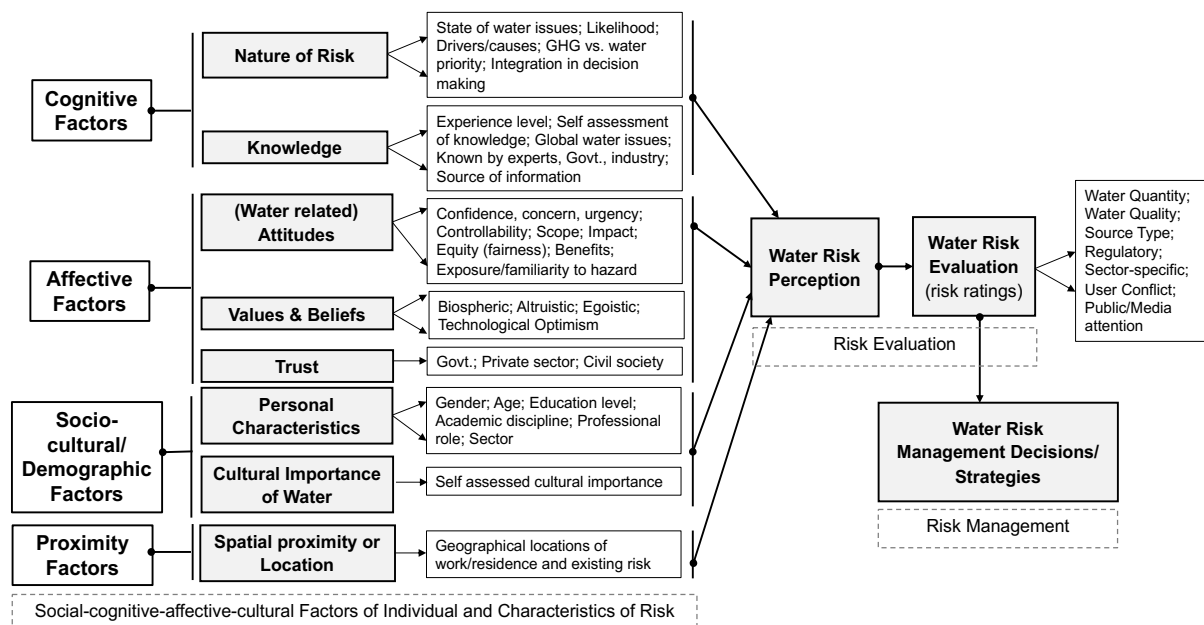 Cognitive
Factors
Nature of Risk
State of water issues; Likelihood;
Drivers/causes; GHG vs. water
priority; Integration in decision
making
Knowledge
Experience level; Self assessment
of knowledge; Global water issues;
Known by experts, Govt., industry;
Source of information
Affective
Factors
(Water related)
Attitudes
Confidence, concern, urgency;
Controllability; Scope; Impact;
Equity (fairness); Benefits;
Exposure/familiarity to hazard
Values & Beliefs
Biospheric; Altruistic; Egoistic;
Technological Optimism
Trust
Govt.; Private sector; Civil society
Socio-
cultural/
Demographic
Factors
Personal
Characteristics
Gender; Age; Education level;
Academic discipline; Professional
role; Sector
Cultural Importance
of Water
Self assessed cultural importance
Proximity
Factors
Spatial proximity or
Location
Geographical locations of
work/residence and existing risk
Social-cognitive-affective-cultural Factors of Individual and Characteristics of Risk
Water Risk
Perception
Water Risk
Evaluation
(risk ratings)
Water Quantity;
Water Quality;
Source Type;
Regulatory;
Sector-specific;
User Conflict;
Public/Media
attention
Risk Evaluation
Water Risk
Management Decisions/
Strategies
Risk Management